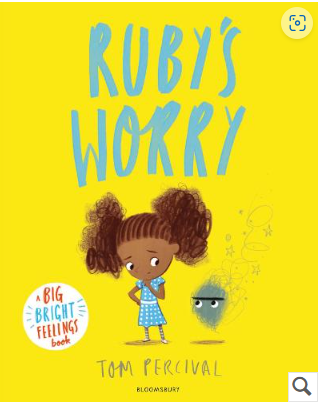 RUBY'S
WORRY
A BIG
BRIGHT
FEELINGS
book
TOM PERCIVAL
BLOOMSBURY